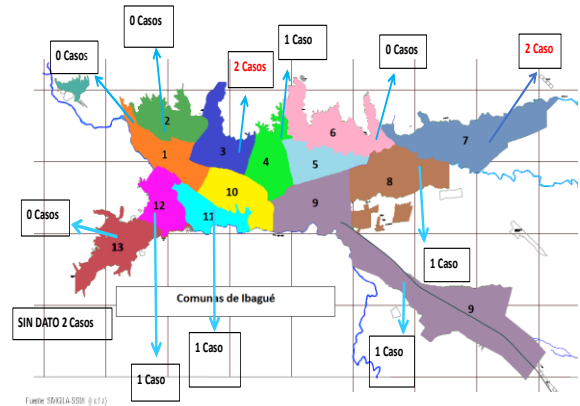 0 Casos
0 Casos
2 Casos
1 Caso
0 Casos
2 Caso
2
1
3
4
6
5
7
8
12
10
11
9
13
0 Casos
1 Caso
Comunas de Ibagué
9
SIN DATO 2 Casos
1 Caso
1 Caso
1 Caso